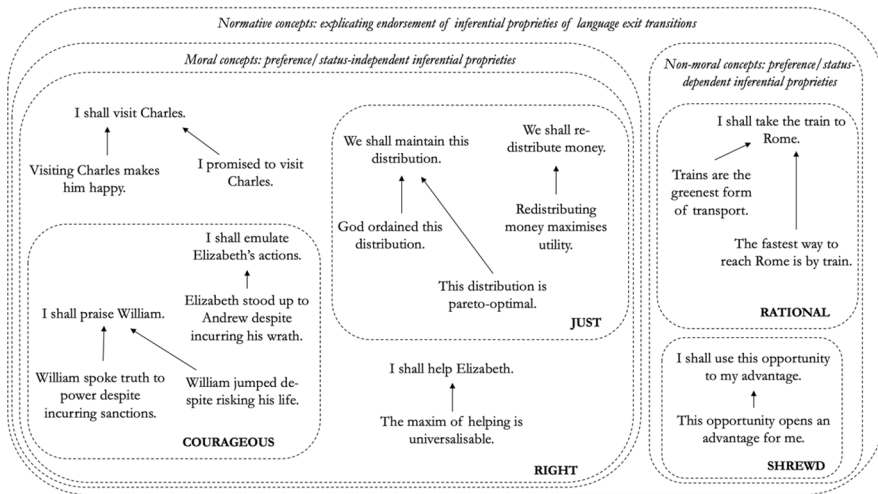 Normative concepts: explicating endorsement of inferential proprieties of language exit transitions
Moral concepts: preference/status-independent inferential proprieties
I shall visit Charles.
Visiting Charles makes
him happy.
I promised to visit
Charles.
We shall maintain this
distribution.
We shall re-
distribute money.
God ordained this
distribution.
Redistributing
money maximises
utility.
This distribution is
pareto-optimal.
JUST
I shall emulate
Elizabeth's actions.
Elizabeth stood up to
Andrew despite
incurring his wrath.
I shall praise William.
William spoke truth to
power despite
incurring sanctions.
William jumped de-
spite risking his life.
COURAGEOUS
I shall help Elizabeth.
The maxim of helping is
universalisable.
RIGHT
Non-moral concepts: preference/status-
dependent inferential proprieties
I shall take the train to
Rome.
Trains are the
greenest form
of transport.
The fastest way to
reach Rome is by train.
RATIONAL
I shall use this opportunity
to my advantage.
This opportunity opens an
advantage for me.
SHREWD